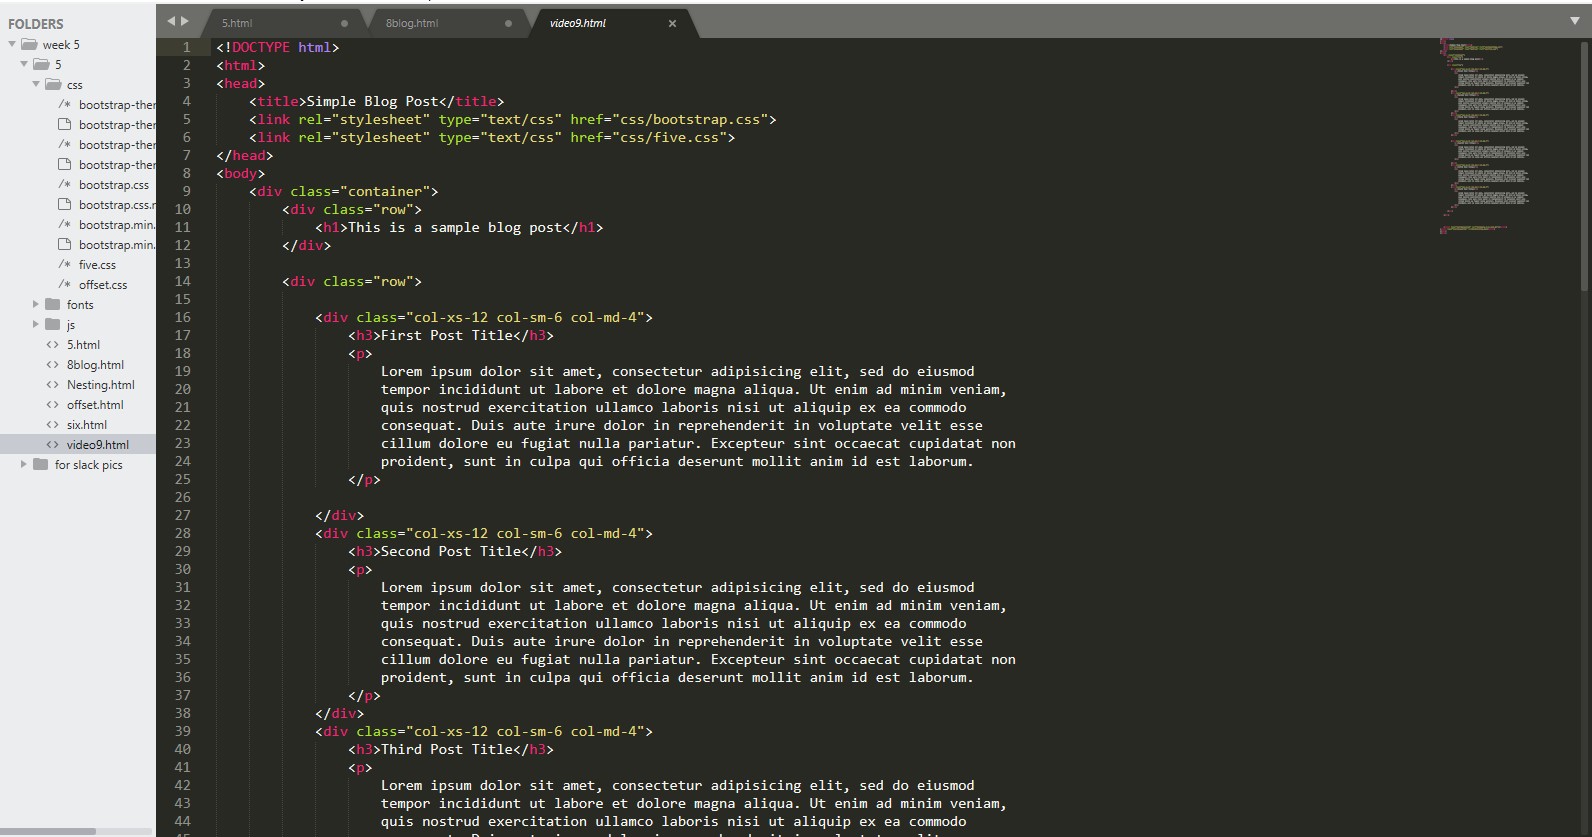 FOLDERS
week 5
5
css
bootstrap-ther
bootstrap-ther
bootstrap-ther
bootstrap-ther
bootstrap.css
bootstrap.css.r
bootstrap.min.
bootstrap.min.
five.css
offset.css
fonts
js
5.html
8blog.html
Nesting.html
offset.html
six.html
video9.html
for slack pics
5.html
8blog.html
video9.html
1 <!DOCTYPE html>
2 <html>
3 <head>
4 <title>Simple Blog Post</title>
5 <link rel="stylesheet" type="text/css" href="css/bootstrap.css">
6 <link rel="stylesheet" type="text/css" href="css/five.css">
7 </head>
8 <body>
9 <div class="container">
10 <div class="row">
11 <h1>This is a sample blog post</h1>
12 </div>
13
14 <div class="row">
15
16 <div class="col-xs-12 col-sm-6 col-md-4">
17 <h3>First Post Title</h3>
18 <p>
19 Lorem ipsum dolor sit amet, consectetur adipisicing elit, sed do eiusmod
20 tempor incididunt ut labore et dolore magna aliqua. Ut enim ad minim veniam,
21 quis nostrud exercitation ullamco laboris nisi ut aliquip ex ea commodo
22 consequat. Duis aute irure dolor in reprehenderit in voluptate velit esse
23 cillum dolore eu fugiat nulla pariatur. Excepteur sint occaecat cupidatat non
24 proident, sunt in culpa qui officia deserunt mollit anim id est laborum.
25 </p>
26
27 </div>
28 <div class="col-xs-12 col-sm-6 col-md-4">
29 <h3>Second Post Title</h3>
30 <p>
31 Lorem ipsum dolor sit amet, consectetur adipisicing elit, sed do eiusmod
32 tempor incididunt ut labore et dolore magna aliqua. Ut enim ad minim veniam,
33 quis nostrud exercitation ullamco laboris nisi ut aliquip ex ea commodo
34 consequat. Duis aute irure dolor in reprehenderit in voluptate velit esse
35 cillum dolore eu fugiat nulla pariatur. Excepteur sint occaecat cupidatat non
36 proident, sunt in culpa qui officia deserunt mollit anim id est laborum.
37 </p>
38 </div>
39 <div class="col-xs-12 col-sm-6 col-md-4">
40 <h3>Third Post Title</h3>
41 <p>
42 Lorem ipsum dolor sit amet, consectetur adipisicing elit, sed do eiusmod
43 tempor incididunt ut labore et dolore magna aliqua. Ut enim ad minim veniam,
44 quis nostrud exercitation ullamco laboris nisi ut aliquip ex ea commodo